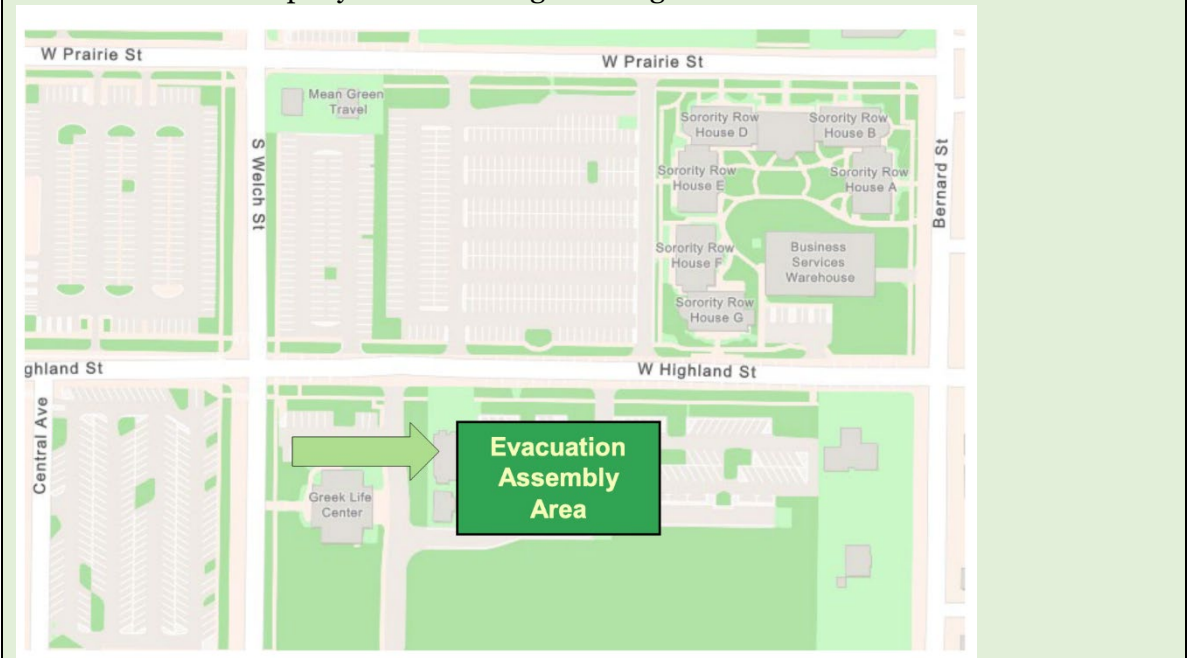 W Prairie St
W Prairie St
Mean Green
Travel
Sorority Row
House D
Sorority Row
House B
S Welch St
Sorority Row
House E
Sorority Row
House A
Bernard St
Sorority Row
House F
Business
Services
Warehouse
Sorority Row
House G
ghland St
W Highland St
Central Ave
Evacuation
Assembly
Area
Greek Life
Center